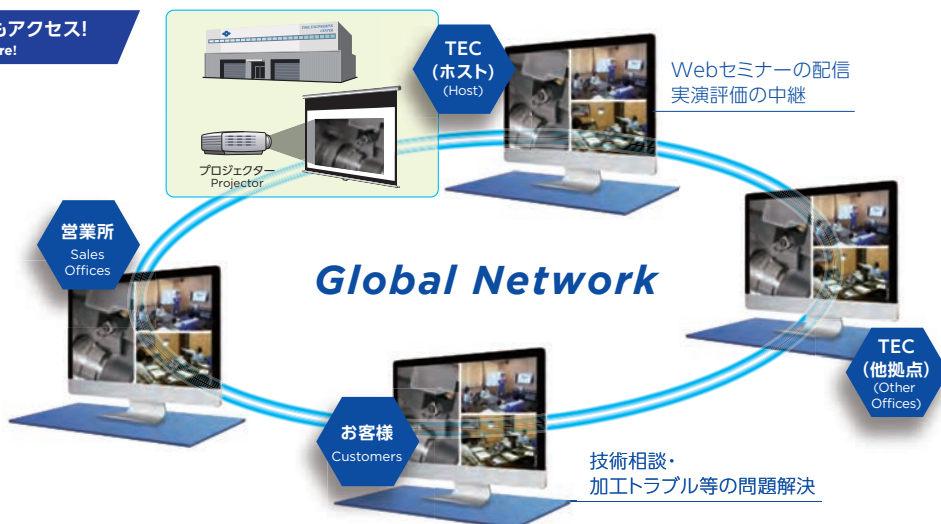 もアクセス!
re!
TOOL ENGINEERING
CENTER
TEC
(ホスト)
(Host)
Webセミナーの配信
実演評価の中継
プロジェクター
Projector
営業所
Sales
Offices
Global Network
TEC
(他拠点)
(Other
Offices)
お客様
Customers
技術相談・
加工トラブル等の問題解決